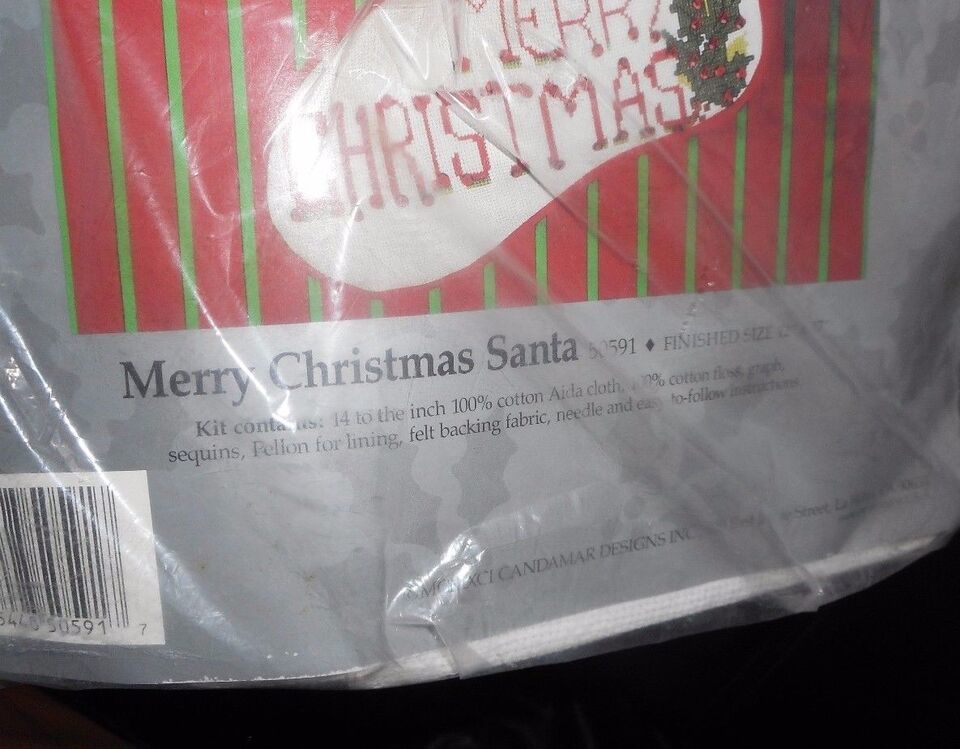 MERRY
CHRISTMAS
Merry Christmas Santa 50591 ♦ FINISHED SIZE
Kit contains: 14 to the inch 100% cotton Aida cloth, 100% cotton floss, graph,
sequins, Pellon for lining, felt backing fabric, needle and easy to-follow instructions
©MCMXCI CANDAMAR DESIGNS INC. Street,
50591 7